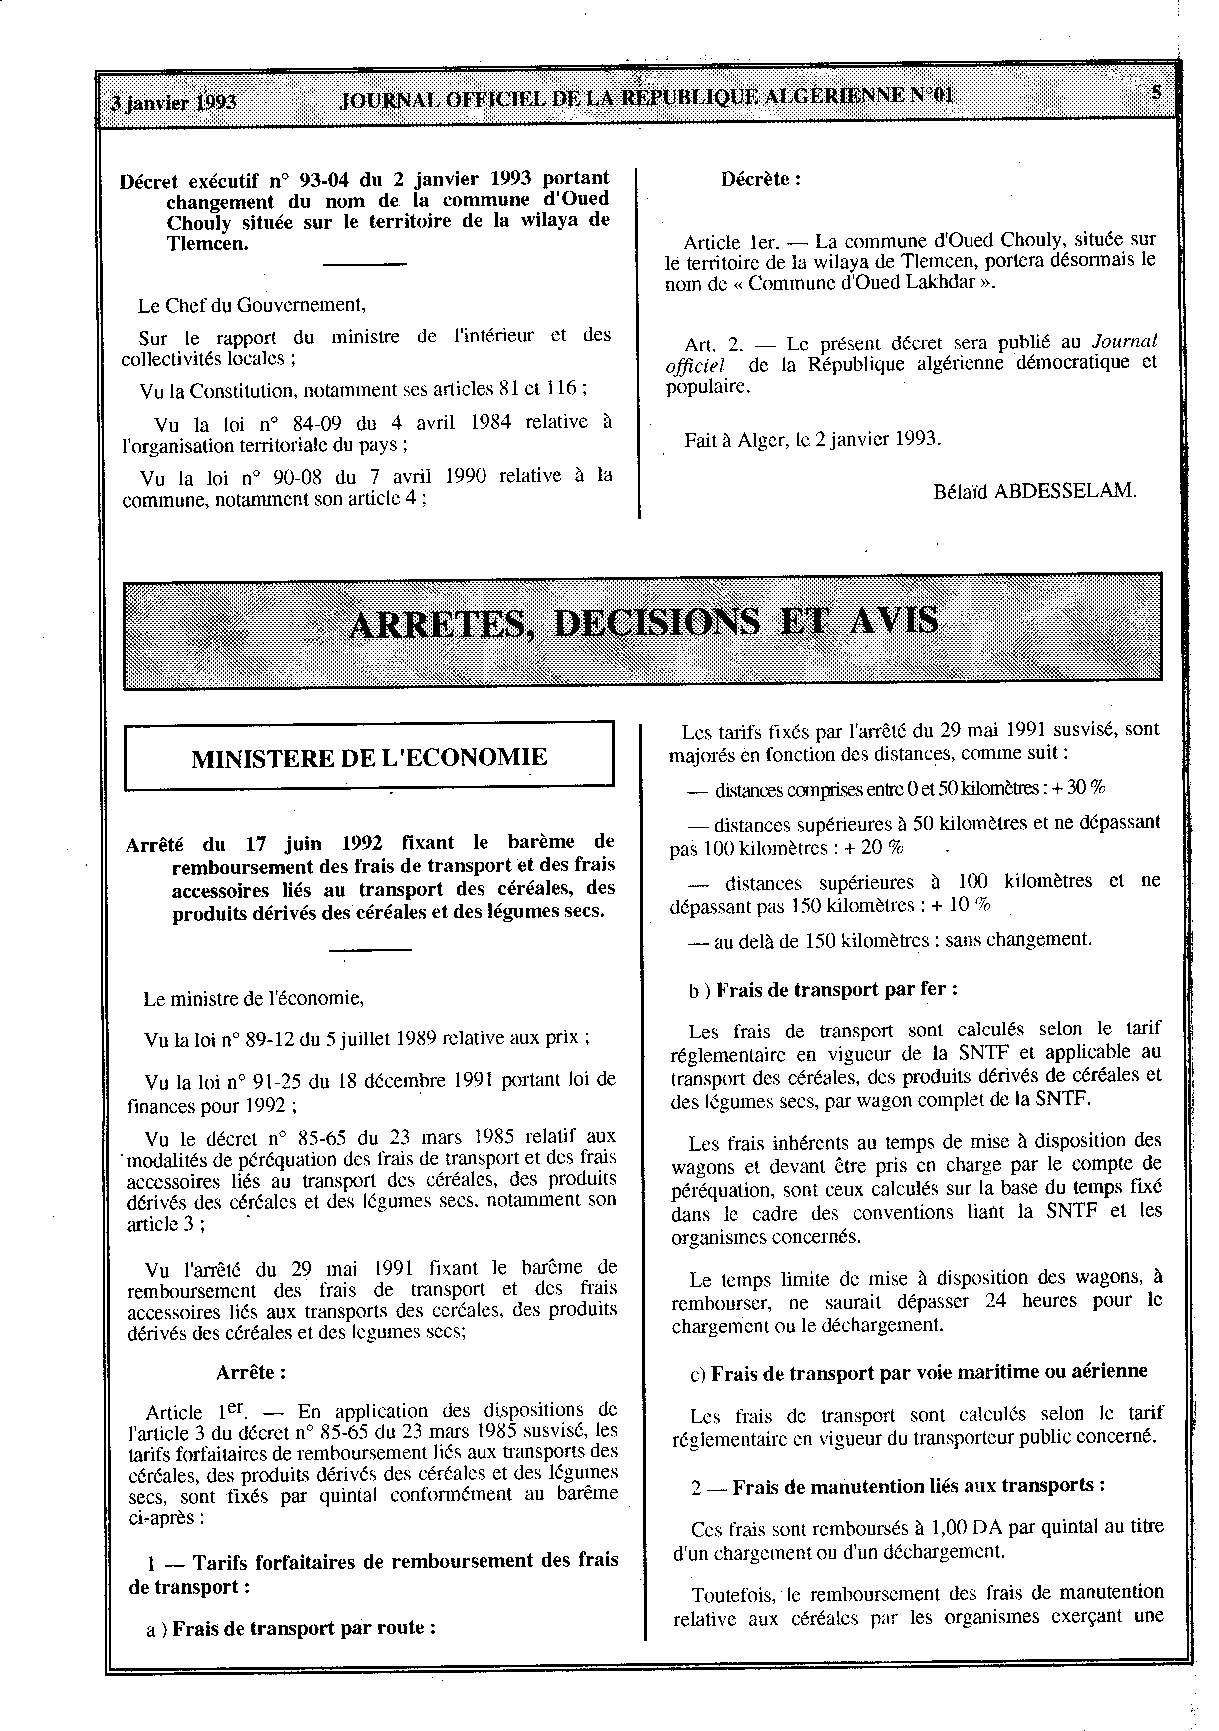 3 janvier 1993 JOURNAL OFFICIEL DE LA REPUBLIQUE ALGERIENNE N°01 5
Décret exécutif n° 93-04 du 2 janvier 1993 portant
changement du nom de la commune d'Oued
Chouly située sur le territoire de la wilaya de
Tlemcen.
Le Chef du Gouvernement,
Sur le rapport du ministre de l'intérieur et des
collectivités locales ;
Vu la Constitution, notamment ses articles 81 et 116 ;
Vu la loi n° 84-09 du 4 avril 1984 relative à
l'organisation territoriale du pays ;
Vu la loi n° 90-08 du 7 avril 1990 relative à la
commune, notamment son article 4 ;
Décrète :
Article 1er. — La commune d'Oued Chouly, située sur
le territoire de la wilaya de Tlemcen, portera désormais le
nom de « Commune d'Oued Lakhdar ».
Art. 2. — Le présent décret sera publié au Journal
officiel de la République algérienne démocratique et
populaire.
Fait à Alger, le 2 janvier 1993.
Bélaïd ABDESSELAM.
ARRETES, DECISIONS ET AVIS
MINISTERE DE L'ECONOMIE
Arrêté du 17 juin 1992 fixant le barème de
remboursement des frais de transport et des frais
accessoires liés au transport des céréales, des
produits dérivés des céréales et des légumes secs.
Le ministre de l'économie,
Vu la loi n° 89-12 du 5 juillet 1989 relative aux prix ;
Vu la loi n° 91-25 du 18 décembre 1991 portant loi de
finances pour 1992 ;
Vu le décret n° 85-65 du 23 mars 1985 relatif aux
modalités de péréquation des frais de transport et des frais
accessoires liés au transport des céréales, des produits
dérivés des céréales et des légumes secs, notamment son
article 3 ;
Vu l'arrêté du 29 mai 1991 fixant le barême de
remboursement des frais de transport et des frais
accessoires liés aux transports des ceréales, des produits
dérivés des céréales et des legumes secs;
Arrête :
Article 1er. — En application des dispositions de
l'article 3 du décret n° 85-65 du 23 mars 1985 susvisé, les
tarifs forfaitaires de remboursement liés aux transports des
céréales, des produits dérivés des céréales et des légumes
secs, sont fixés par quintal conformément au barême
ci-après :
1 — Tarifs forfaitaires de remboursement des frais
de transport :
a ) Frais de transport par route :
Les tarifs fixés par l'arrêté du 29 mai 1991 susvisé, sont
majorés en fonction des distances, comme suit :
— distances comprises entre 0 et 50 kilomètres : + 30 %
— distances supérieures à 50 kilomètres et ne dépassant
pas 100 kilomètres : + 20 %
— distances supérieures à 100 kilomètres et ne
dépassant pas 150 kilomètres : + 10 %
— au delà de 150 kilomètres : sans changement.
b ) Frais de transport par fer :
Les frais de transport sont calculés selon le tarif
réglementaire en vigueur de la SNTF et applicable au
transport des céréales, des produits dérivés de céréales et
des légumes secs, par wagon complet de la SNTF.
Les frais inhérents au temps de mise à disposition des
wagons et devant être pris en charge par le compte de
péréquation, sont ceux calculés sur la base du temps fixé
dans le cadre des conventions liant la SNTF et les
organismes concernés.
Le temps limite de mise à disposition des wagons, à
rembourser, ne saurait dépasser 24 heures pour le
chargement ou le déchargement.
c) Frais de transport par voie maritime ou aérienne
Les frais de transport sont calculés selon le tarif
réglementaire en vigueur du transporteur public concerné.
2 — Frais de manutention liés aux transports :
Ces frais sont remboursés à 1,00 DA par quintal au titre
d'un chargement ou d'un déchargement.
Toutefois, le remboursement des frais de manutention
relative aux céréales par les organismes exerçant une